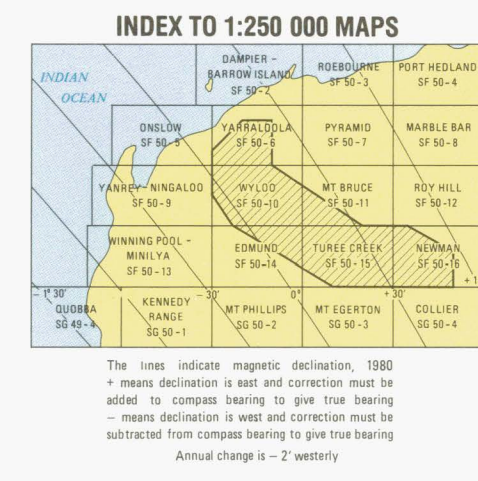 INDEX TO 1:250 000 MAPS
INDIAN
OCEAN
DAMPIER -
BARROW ISLAND
SF 50-2
ROEBOURNE
SF 50-3
PORT HEDLAND
SF 50-4
ONSLOW
SF 50-5
YARRALOOLA
SF 50-6
PYRAMID
SF 50-7
MARBLE BAR
SF 50-8
YANREY-NINGALOO
SF 50-9
WYLOO
SF 50-10
MT BRUCE
SF 50-11
ROY HILL
SF 50-12
WINNING POOL -
MINILYA
SF 50-13
EDMUND
SF 50-14
TUREE CREEK
SF 50-15
NEWMAN
SF 50-16
- 1° 30'
- 30'
0°
+ 30'
+ 1
QUOBBA
SG 49-4
KENNEDY
RANGE
SG 50-1
MT PHILLIPS
SG 50-2
MT EGERTON
SG 50-3
COLLIER
SG 50-4
The lines indicate magnetic declination, 1980
+ means declination is east and correction must be
added to compass bearing to give true bearing
— means declination is west and correction must be
subtracted from compass bearing to give true bearing
Annual change is — 2' westerly